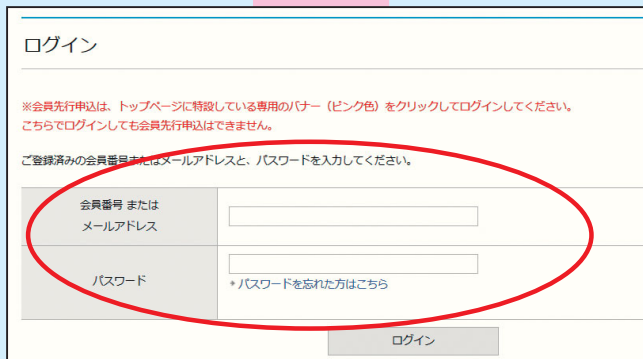 ログイン
※会員先行申込は、トップページに特設している専用のバナー（ピンク色）をクリックしてログインしてください。
こちらでログインしても会員先行申込はできません。
ご登録済みの会員番号またはメールアドレスと、パスワードを入力してください。
会員番号 または
メールアドレス
パスワード
* パスワードを忘れた方はこちら
ログイン